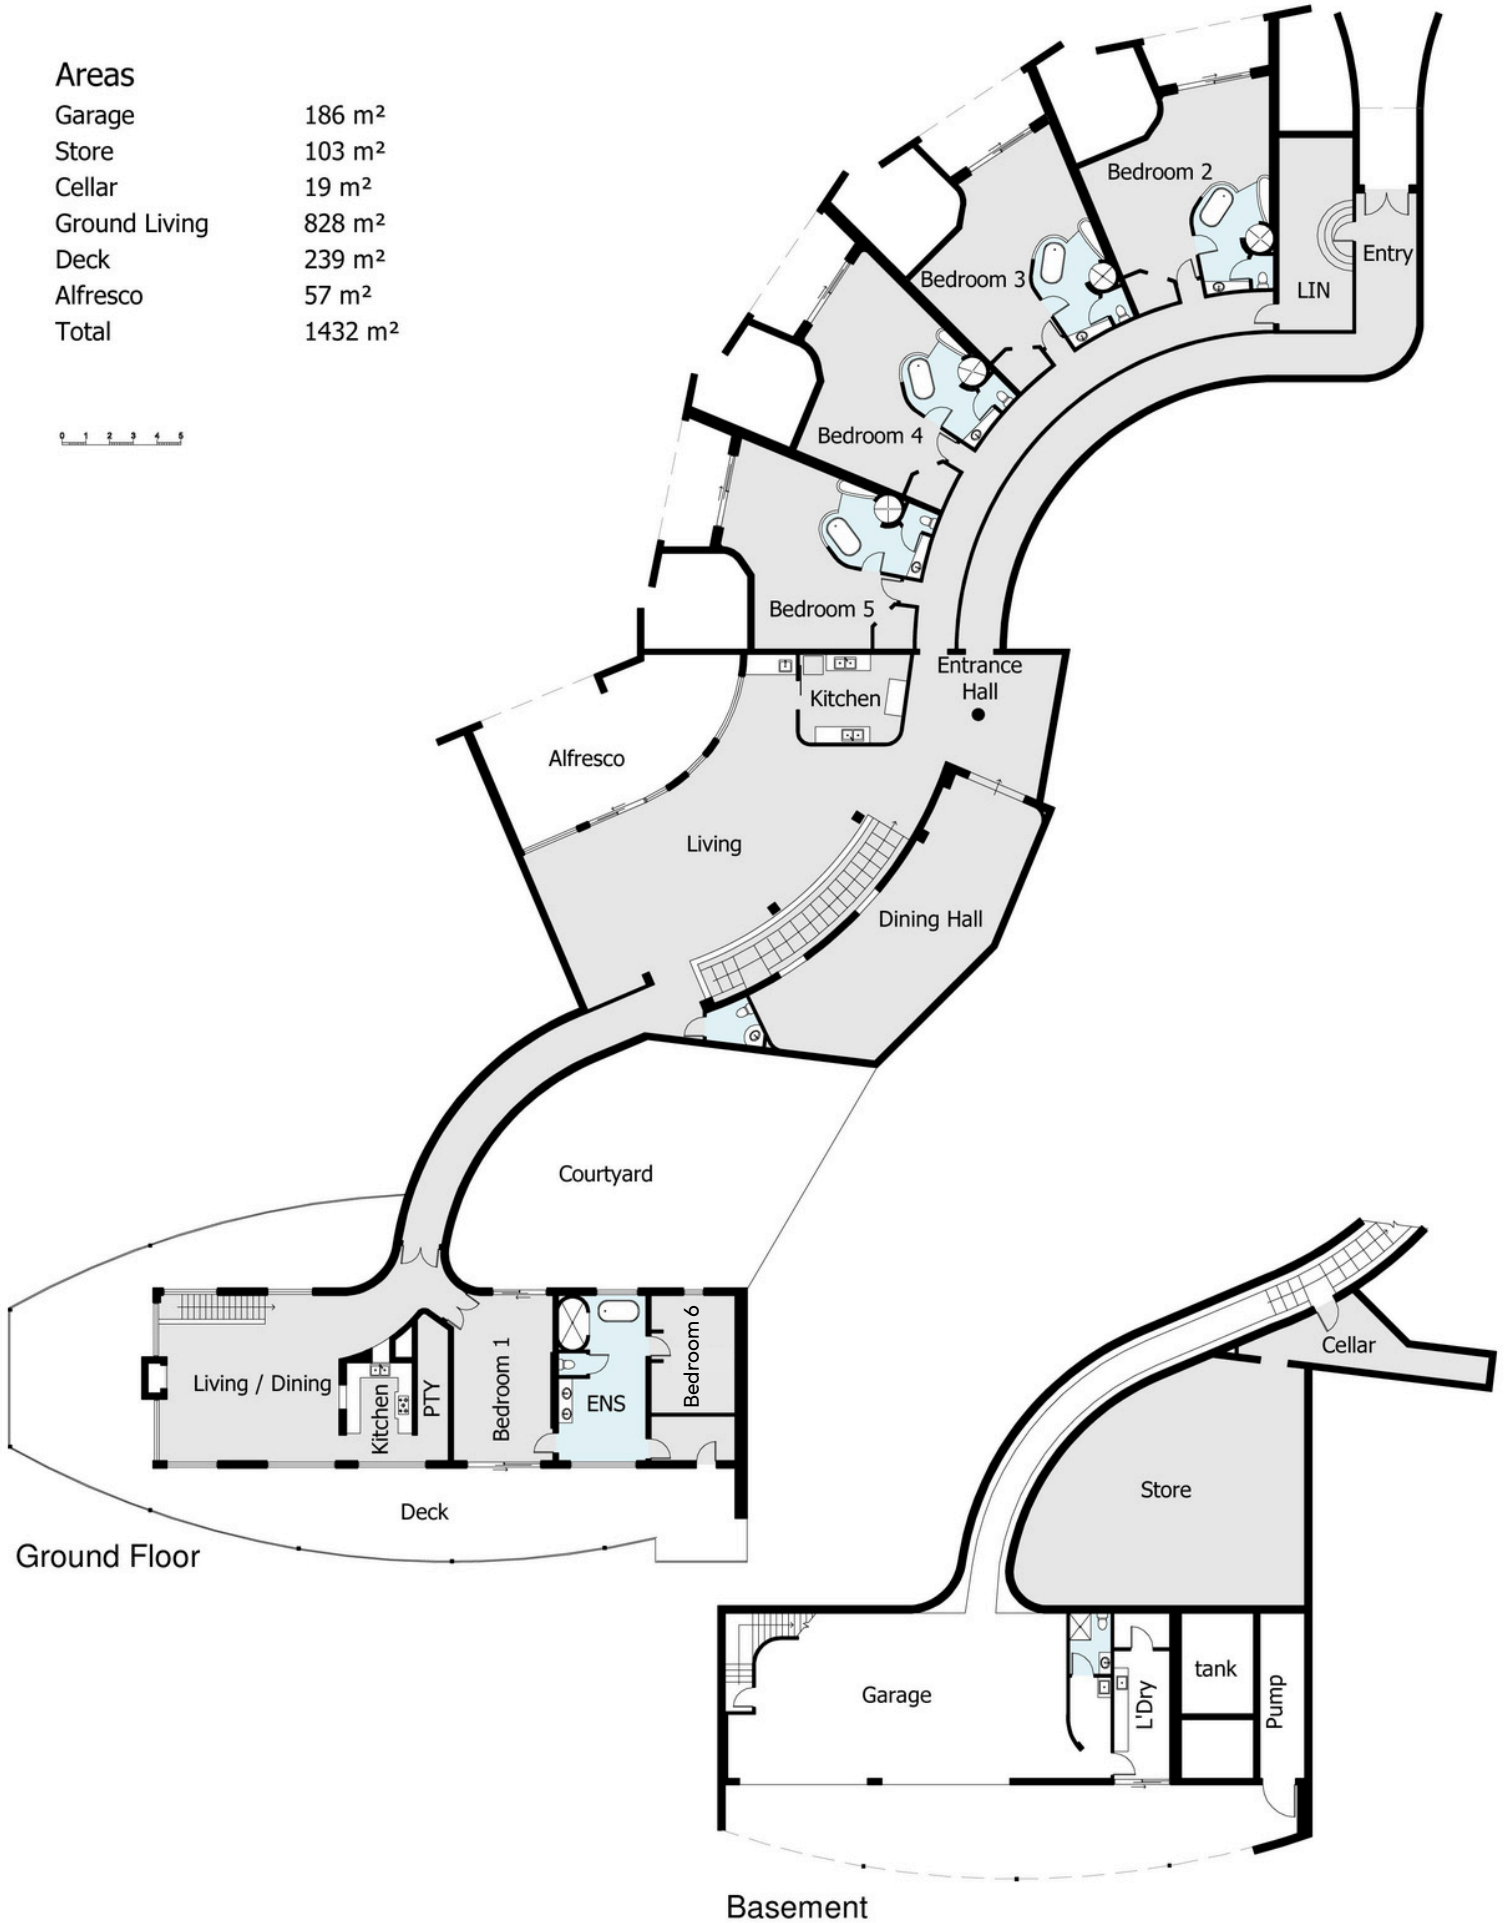 Areas
Garage 186 m²
Store 103 m²
Cellar 19 m²
Ground Living 828 m²
Deck 239 m²
Alfresco 57 m²
Total 1432 m²
0 1 2 3 4 5
Bedroom 2
Entry
Bedroom 3
LIN
Bedroom 4
Bedroom 5
Entrance
Hall
Kitchen
Alfresco
Living
Dining Hall
Courtyard
Living / Dining
Kitchen
PTY
Bedroom 1
ENS
Bedroom 6
Deck
Ground Floor
Cellar
Store
Garage
L'Dry
tank
Pump
Basement